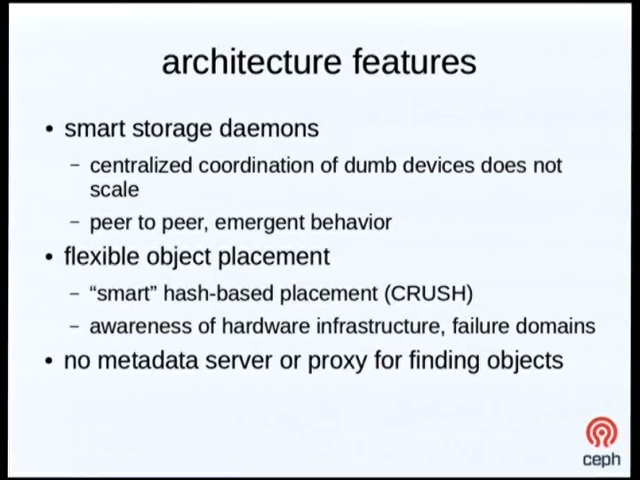 architecture features
• smart storage daemons
– centralized coordination of dumb devices does not
scale
– peer to peer, emergent behavior
• flexible object placement
– “smart” hash-based placement (CRUSH)
– awareness of hardware infrastructure, failure domains
• no metadata server or proxy for finding objects
ceph